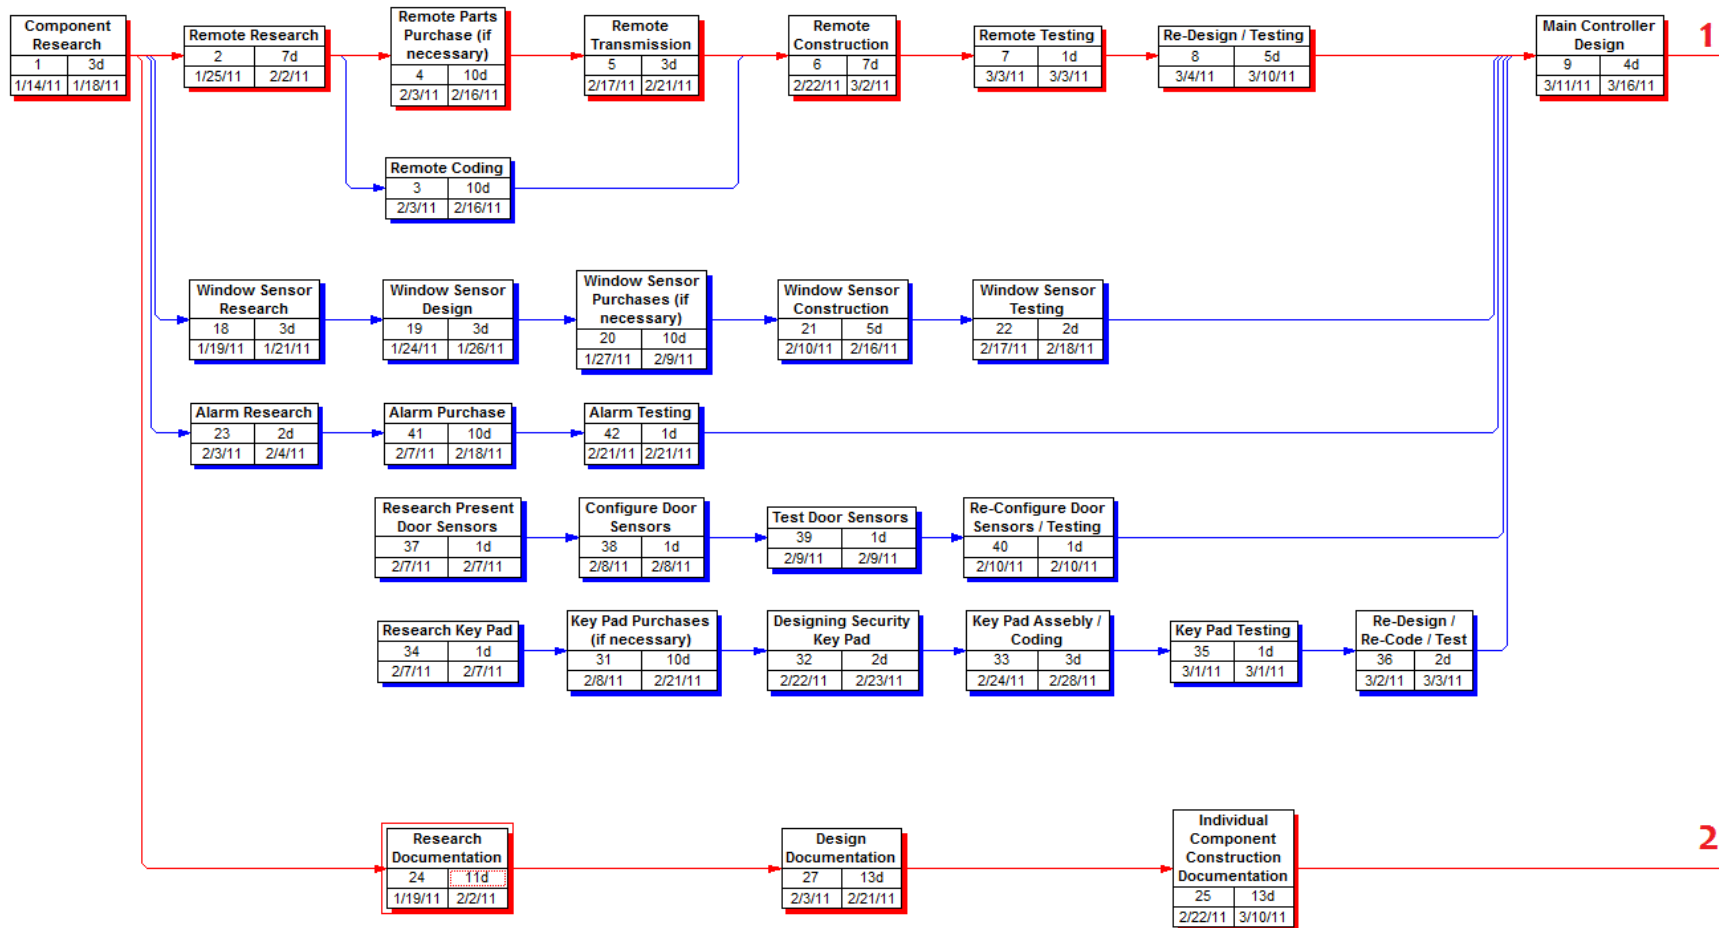 Component
Research
1 3d
1/14/11 1/18/11
Remote Research
2 7d
1/25/11 2/2/11
Remote Parts
Purchase (if
necessary)
4 10d
2/3/11 2/16/11
Remote
Transmission
5 3d
2/17/11 2/21/11
Remote
Construction
6 7d
2/22/11 3/2/11
Remote Testing
7 1d
3/3/11 3/3/11
Re-Design / Testing
8 5d
3/4/11 3/10/11
Main Controller
Design
9 4d
3/11/11 3/16/11
1
Remote Coding
3 10d
2/3/11 2/16/11
Window Sensor
Research
18 3d
1/19/11 1/21/11
Window Sensor
Design
19 3d
1/24/11 1/26/11
Window Sensor
Purchases (if
necessary)
20 10d
1/27/11 2/9/11
Window Sensor
Construction
21 5d
2/10/11 2/16/11
Window Sensor
Testing
22 2d
2/17/11 2/18/11
Alarm Research
23 2d
2/3/11 2/4/11
Alarm Purchase
41 10d
2/7/11 2/18/11
Alarm Testing
42 1d
2/21/11 2/21/11
Research Present
Door Sensors
37 1d
2/7/11 2/7/11
Configure Door
Sensors
38 1d
2/8/11 2/8/11
Test Door Sensors
39 1d
2/9/11 2/9/11
Re-Configure Door
Sensors / Testing
40 1d
2/10/11 2/10/11
Research Key Pad
34 1d
2/7/11 2/7/11
Key Pad Purchases
(if necessary)
31 10d
2/8/11 2/21/11
Designing Security
Key Pad
32 2d
2/22/11 2/23/11
Key Pad Assebly /
Coding
33 3d
2/24/11 2/28/11
Key Pad Testing
35 1d
3/1/11 3/1/11
Re-Design /
Re-Code / Test
36 2d
3/2/11 3/3/11
Research
Documentation
24 11d
1/19/11 2/2/11
Design
Documentation
27 13d
2/3/11 2/21/11
Individual
Component
Construction
Documentation
25 13d
2/22/11 3/10/11
2